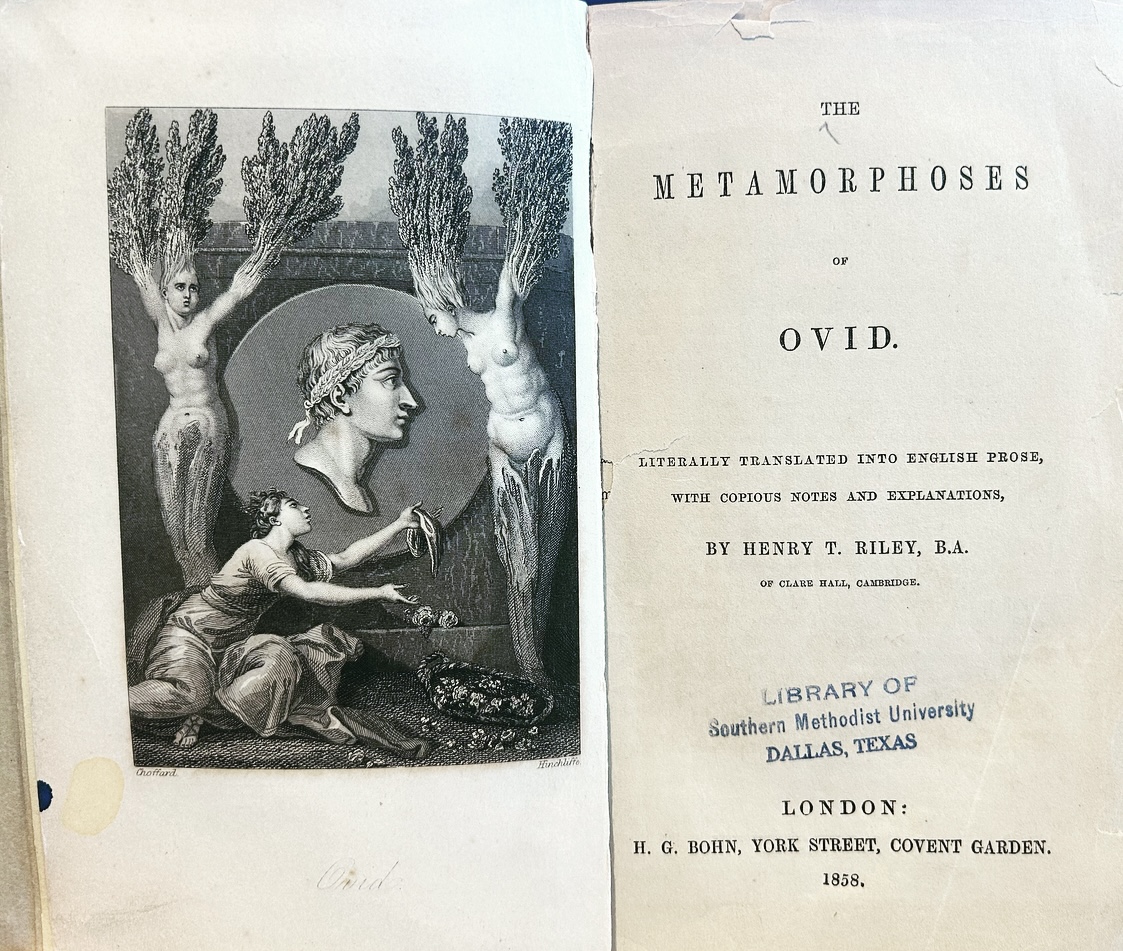 Choffard.
Hinchliffe.
Ovid.
THE
METAMORPHOSES
OF
OVID.
LITERALLY TRANSLATED INTO ENGLISH PROSE,
WITH COPIOUS NOTES AND EXPLANATIONS,
BY HENRY T. RILEY, B.A.
OF CLARE HALL, CAMBRIDGE.
LIBRARY OF
Southern Methodist University
DALLAS, TEXAS
LONDON:
H. G. BOHN, YORK STREET, COVENT GARDEN.
1858.